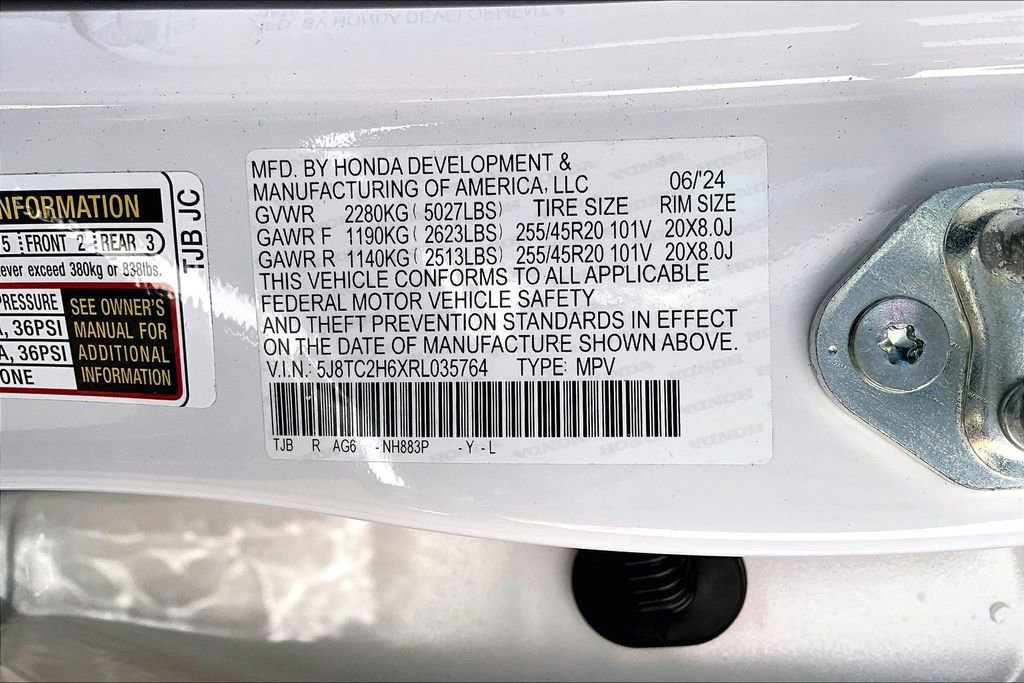 NFORMATION
5 FRONT 2 REAR 3
ever exceed 380kg or 838lbs.
PRESSURE
A, 36PSI
A, 36PSI
ONE
SEE OWNER'S
MANUAL FOR
ADDITIONAL
INFORMATION
TJB JC
MFD. BY HONDA DEVELOPMENT &
MANUFACTURING OF AMERICA, LLC 06/'24
GVWR 2280KG ( 5027LBS) TIRE SIZE RIM SIZE
GAWR F 1190KG ( 2623LBS) 255/45R20 101V 20X8.0J
GAWR R 1140KG ( 2513LBS) 255/45R20 101V 20X8.0J
THIS VEHICLE CONFORMS TO ALL APPLICABLE
FEDERAL MOTOR VEHICLE SAFETY
AND THEFT PREVENTION STANDARDS IN EFFECT
ON THE DATE OF MANUFACTURE SHOWN ABOVE.
V.I.N.: 5J8TC2H6XRL035764 TYPE: MPV
TJB R AG6 -NH883P -Y-L